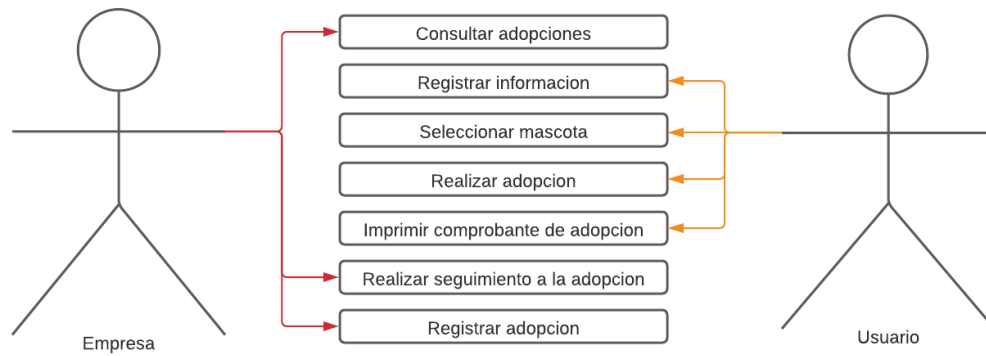 Consultar adopciones
Registrar informacion
Seleccionar mascota
Realizar adopcion
Imprimir comprobante de adopcion
Realizar seguimiento a la adopcion
Registrar adopcion
Empresa
Usuario